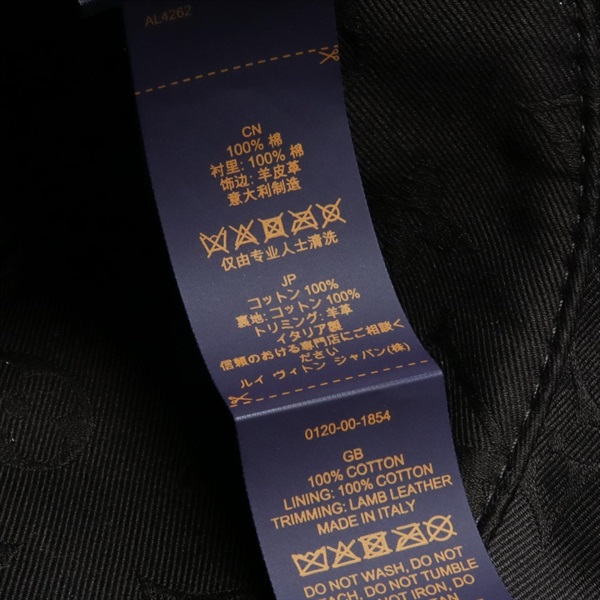 AL4262
CN
100% 棉
衬里: 100% 棉
饰边: 羊皮革
意大利制造
仅由专业人士清洗
JP
コットン 100%
裏地: コットン 100%
トリミング: 羊革
イタリア製
信頼のおける専門店にご相談く
ださい
ルイ ヴィトン ジャパン(株)
0120-00-1854
GB
100% COTTON
LINING: 100% COTTON
TRIMMING: LAMB LEATHER
MADE IN ITALY
DO NOT WASH, DO NOT
EACH, DO NOT TUMBLE
NOT IRON, DO